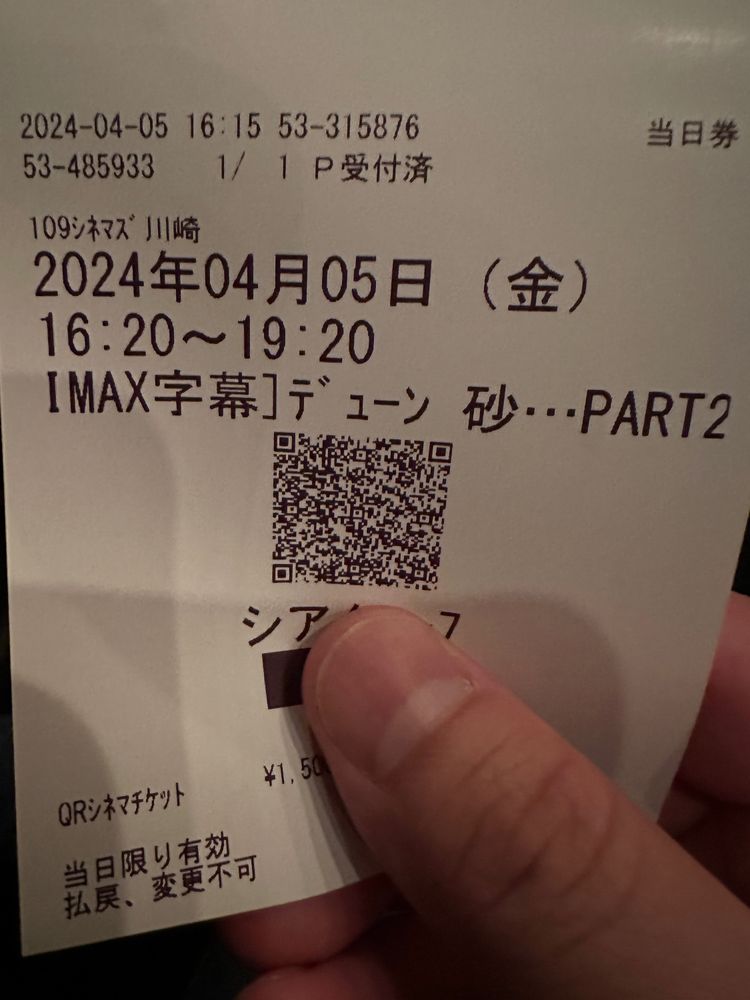 2024-04-05 16:15 53-315876 当日券
53-485933 1/ 1 P受付済
109シネマズ川崎
2024年04月05日 (金)
16:20～19:20
IMAX字幕]デューン 砂…PART2
7
¥1,50
QRシネマチケット
当日限り有効
払戻、変更不可